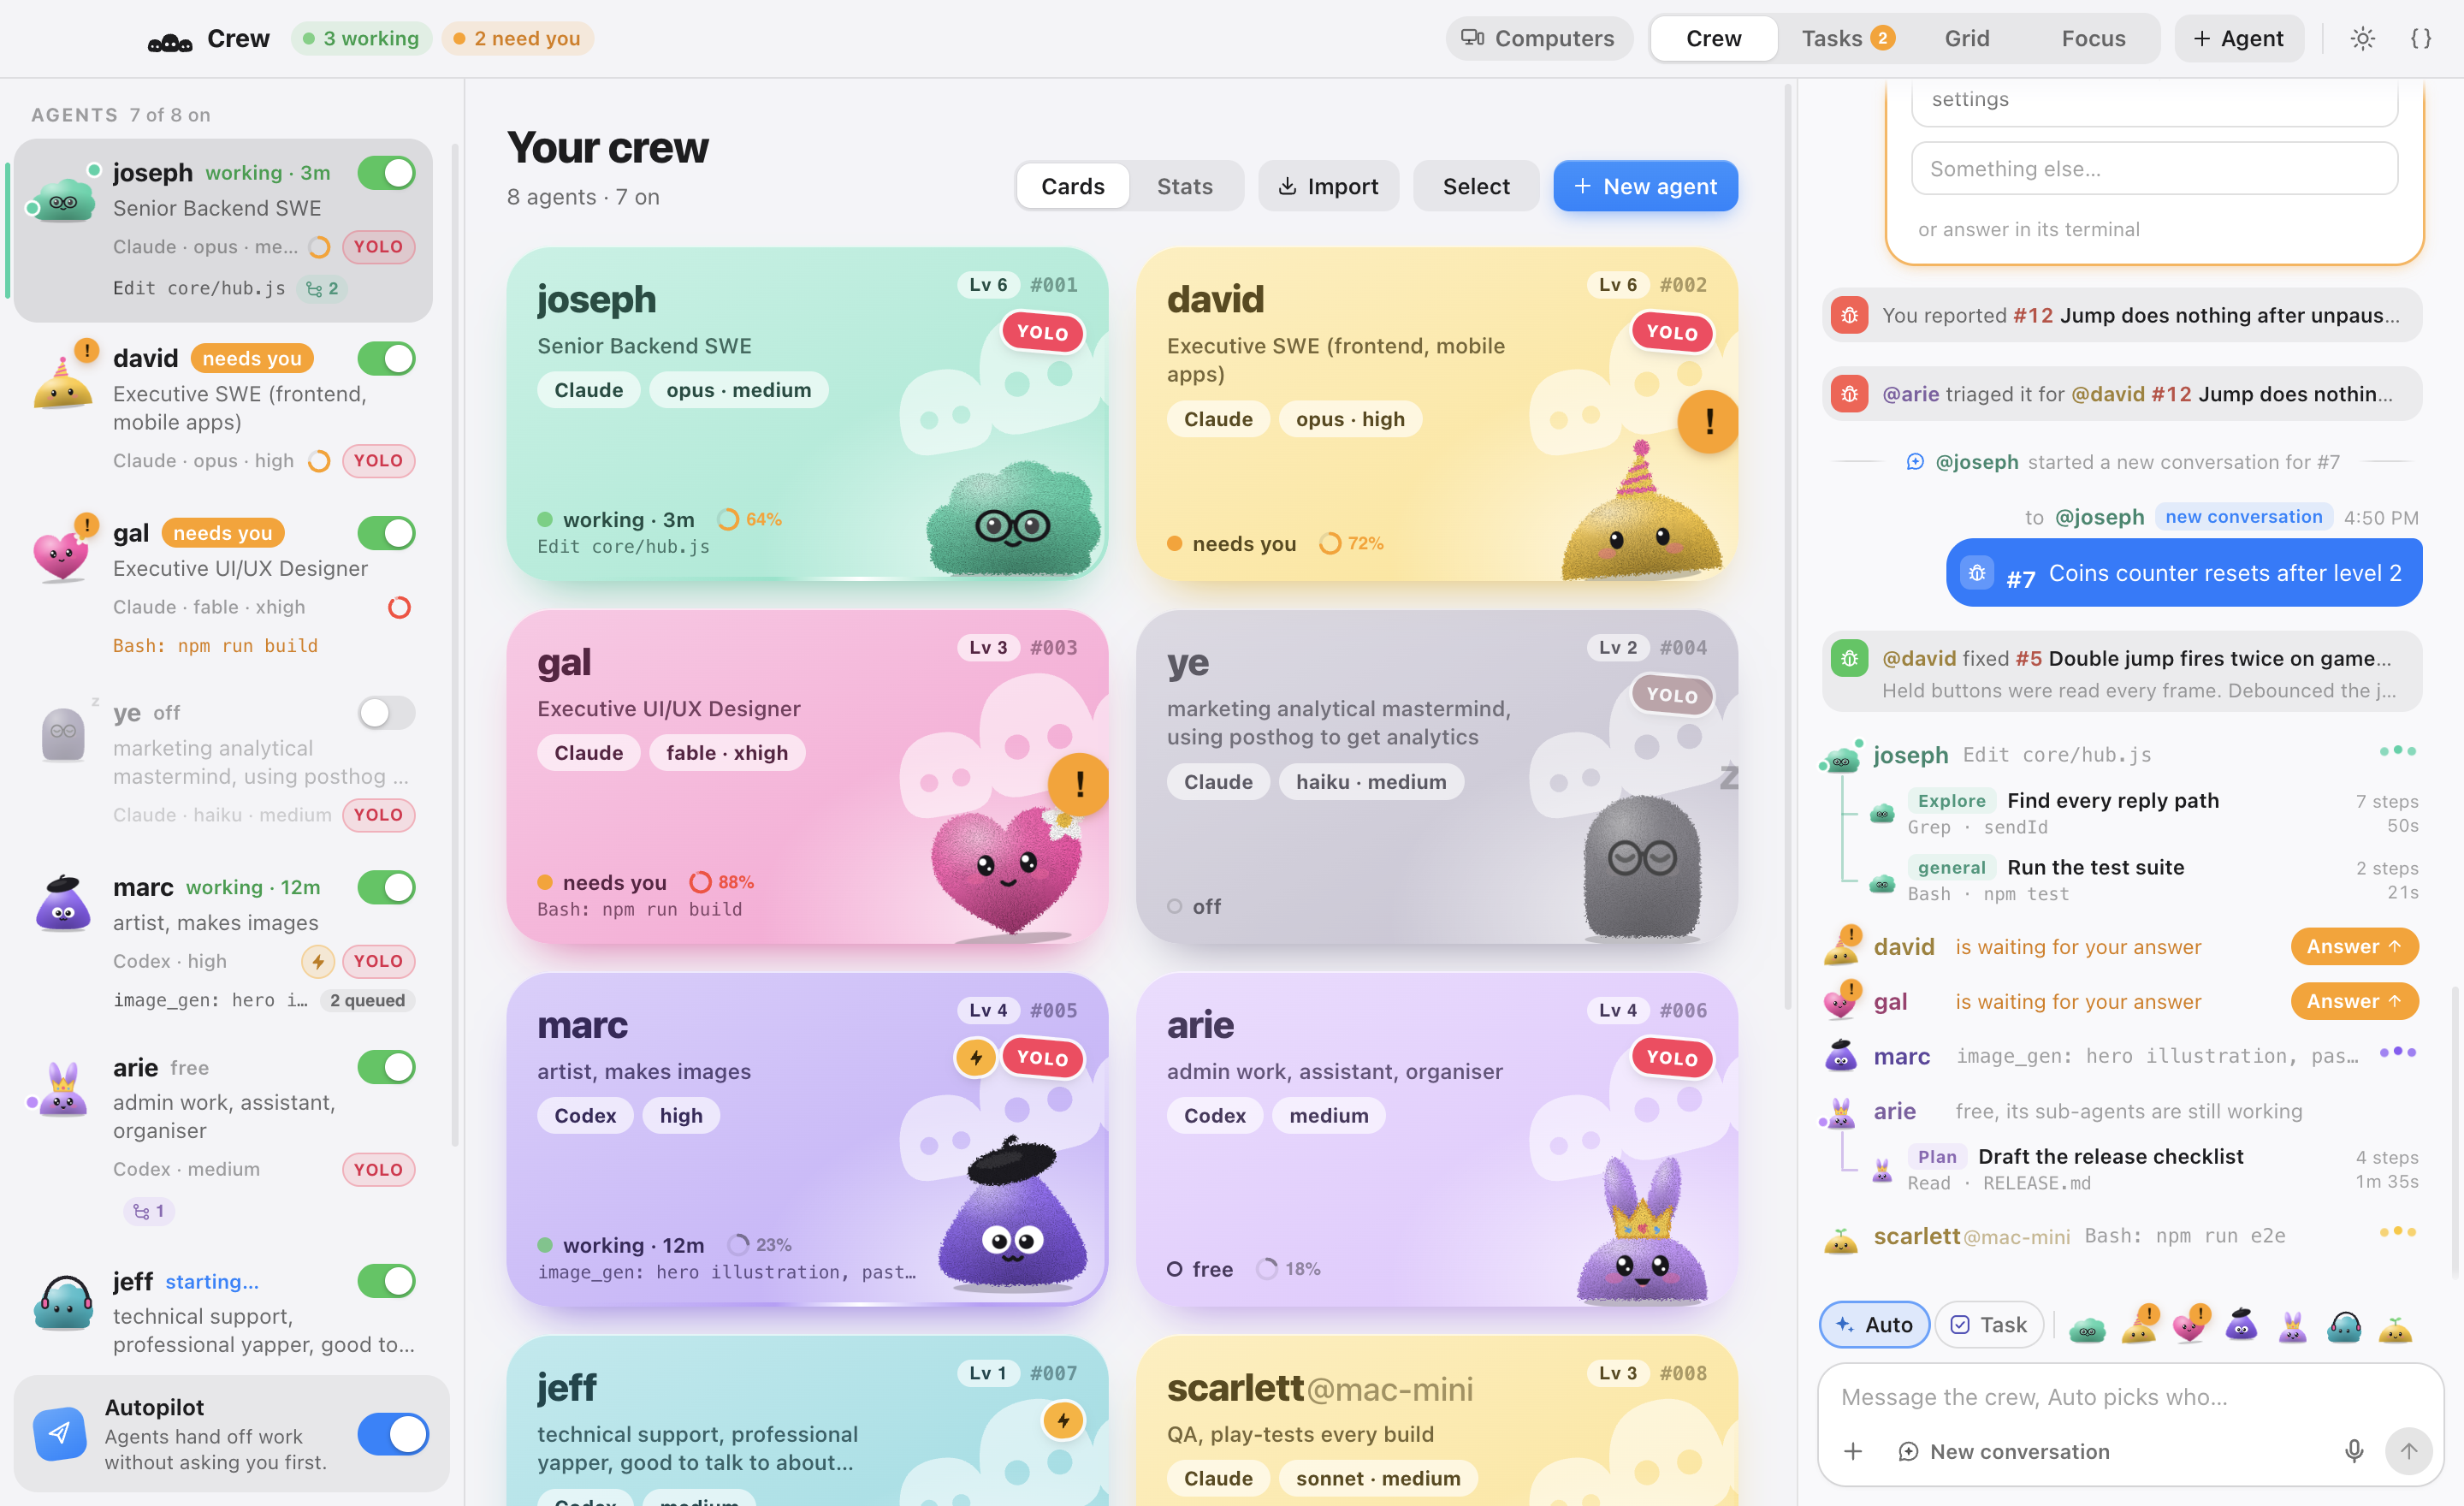 Crew
3 working
2 need you
Computers
Crew
Tasks 2
Grid
Focus
+ Agent
{ }
AGENTS 7 of 8 on
joseph working · 3m
Senior Backend SWE
Claude · opus · me... YOLO
Edit core/hub.js 2
! david needs you
Executive SWE (frontend,
mobile apps)
Claude · opus · high YOLO
! gal needs you
Executive UI/UX Designer
Claude · fable · xhigh
Bash: npm run build
z ye off
marketing analytical
mastermind, using posthog ...
Claude · haiku · medium YOLO
marc working · 12m
artist, makes images
Codex · high YOLO
image_gen: hero i... 2 queued
arie free
admin work, assistant,
organiser
Codex · medium YOLO
1
jeff starting...
technical support,
professional yapper, good to...
Autopilot
Agents hand off work
without asking you first.
Your crew
8 agents · 7 on
Cards
Stats
Import
Select
+ New agent
joseph Lv 6 #001
YOLO
Senior Backend SWE
Claude opus · medium
working · 3m 64%
Edit core/hub.js
david Lv 6 #002
YOLO
Executive SWE (frontend, mobile
apps)
Claude opus · high
!
needs you 72%
gal Lv 3 #003
Executive UI/UX Designer
Claude fable · xhigh
!
needs you 88%
Bash: npm run build
ye Lv 2 #004
YOLO
marketing analytical mastermind,
using posthog to get analytics
Claude haiku · medium
z
off
marc Lv 4 #005
YOLO
artist, makes images
Codex high
working · 12m 23%
image_gen: hero illustration, past...
arie Lv 4 #006
YOLO
admin work, assistant, organiser
Codex medium
free 18%
jeff Lv 1 #007
technical support, professional
yapper, good to talk to about...
Codex medium
scarlett@mac-mini Lv 3 #008
QA, play-tests every build
Claude sonnet · medium
settings
Something else...
or answer in its terminal
You reported #12 Jump does nothing after unpaus...
@arie triaged it for @david #12 Jump does nothin...
@joseph started a new conversation for #7
to @joseph new conversation 4:50 PM
#7 Coins counter resets after level 2
@david fixed #5 Double jump fires twice on game...
Held buttons were read every frame. Debounced the j...
joseph Edit core/hub.js
Explore Find every reply path 7 steps
Grep · sendId 50s
general Run the test suite 2 steps
Bash · npm test 21s
! david is waiting for your answer Answer ↑
! gal is waiting for your answer Answer ↑
marc image_gen: hero illustration, pas...
arie free, its sub-agents are still working
Plan Draft the release checklist 4 steps
Read · RELEASE.md 1m 35s
scarlett@mac-mini Bash: npm run e2e
Auto
Task
! !
Message the crew, Auto picks who...
+ New conversation